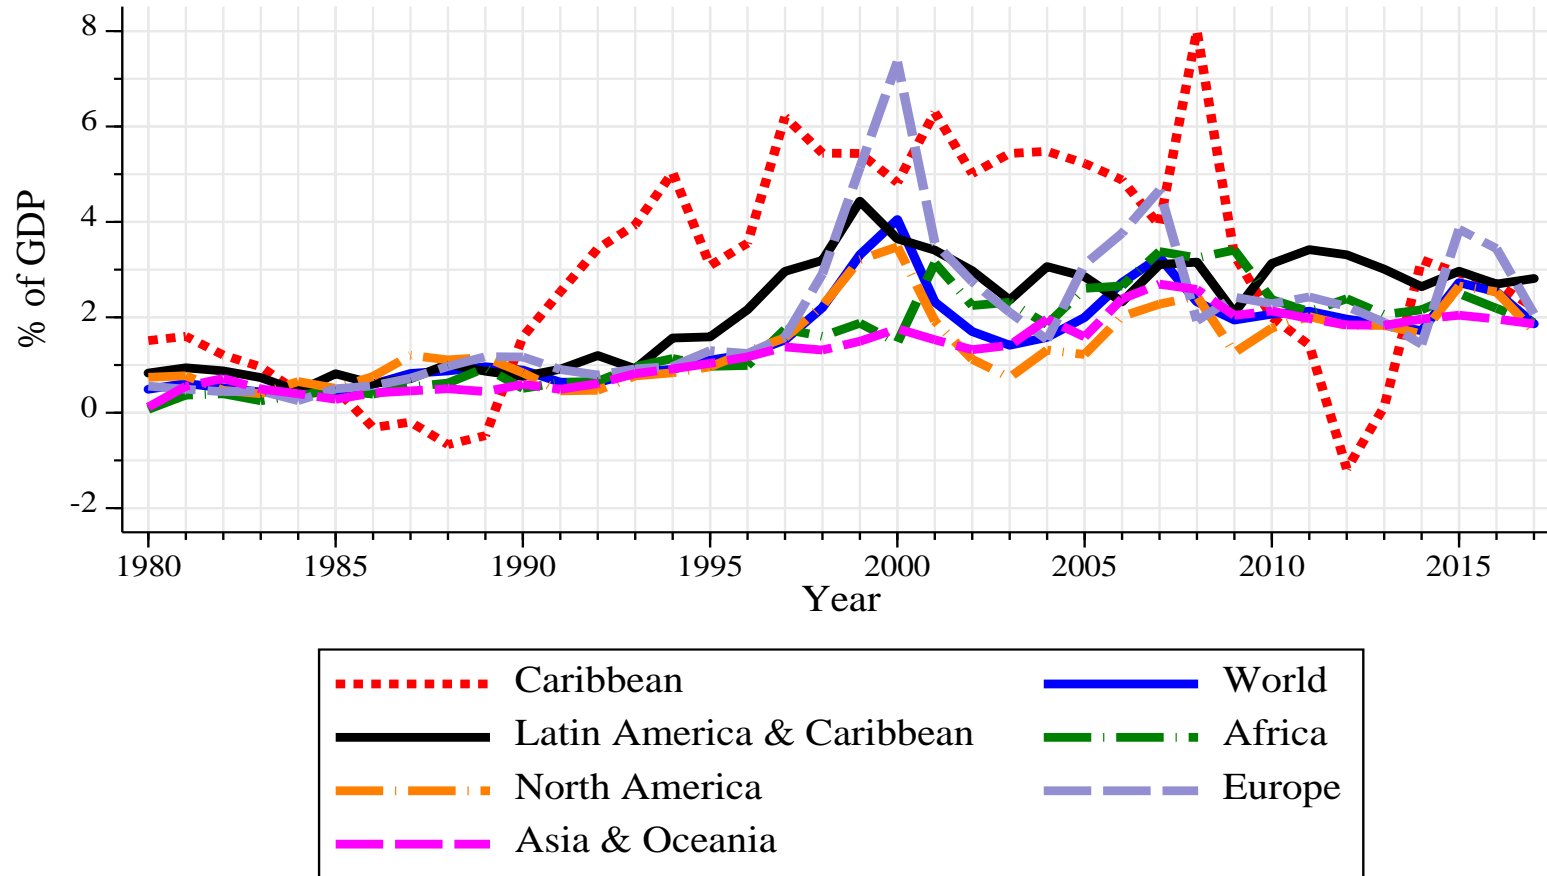 8
6
4
2
0
-2
% of GDP
1980 1985 1990 1995 2000 2005 2010 2015
Year
Caribbean World
Latin America & Caribbean Africa
North America Europe
Asia & Oceania